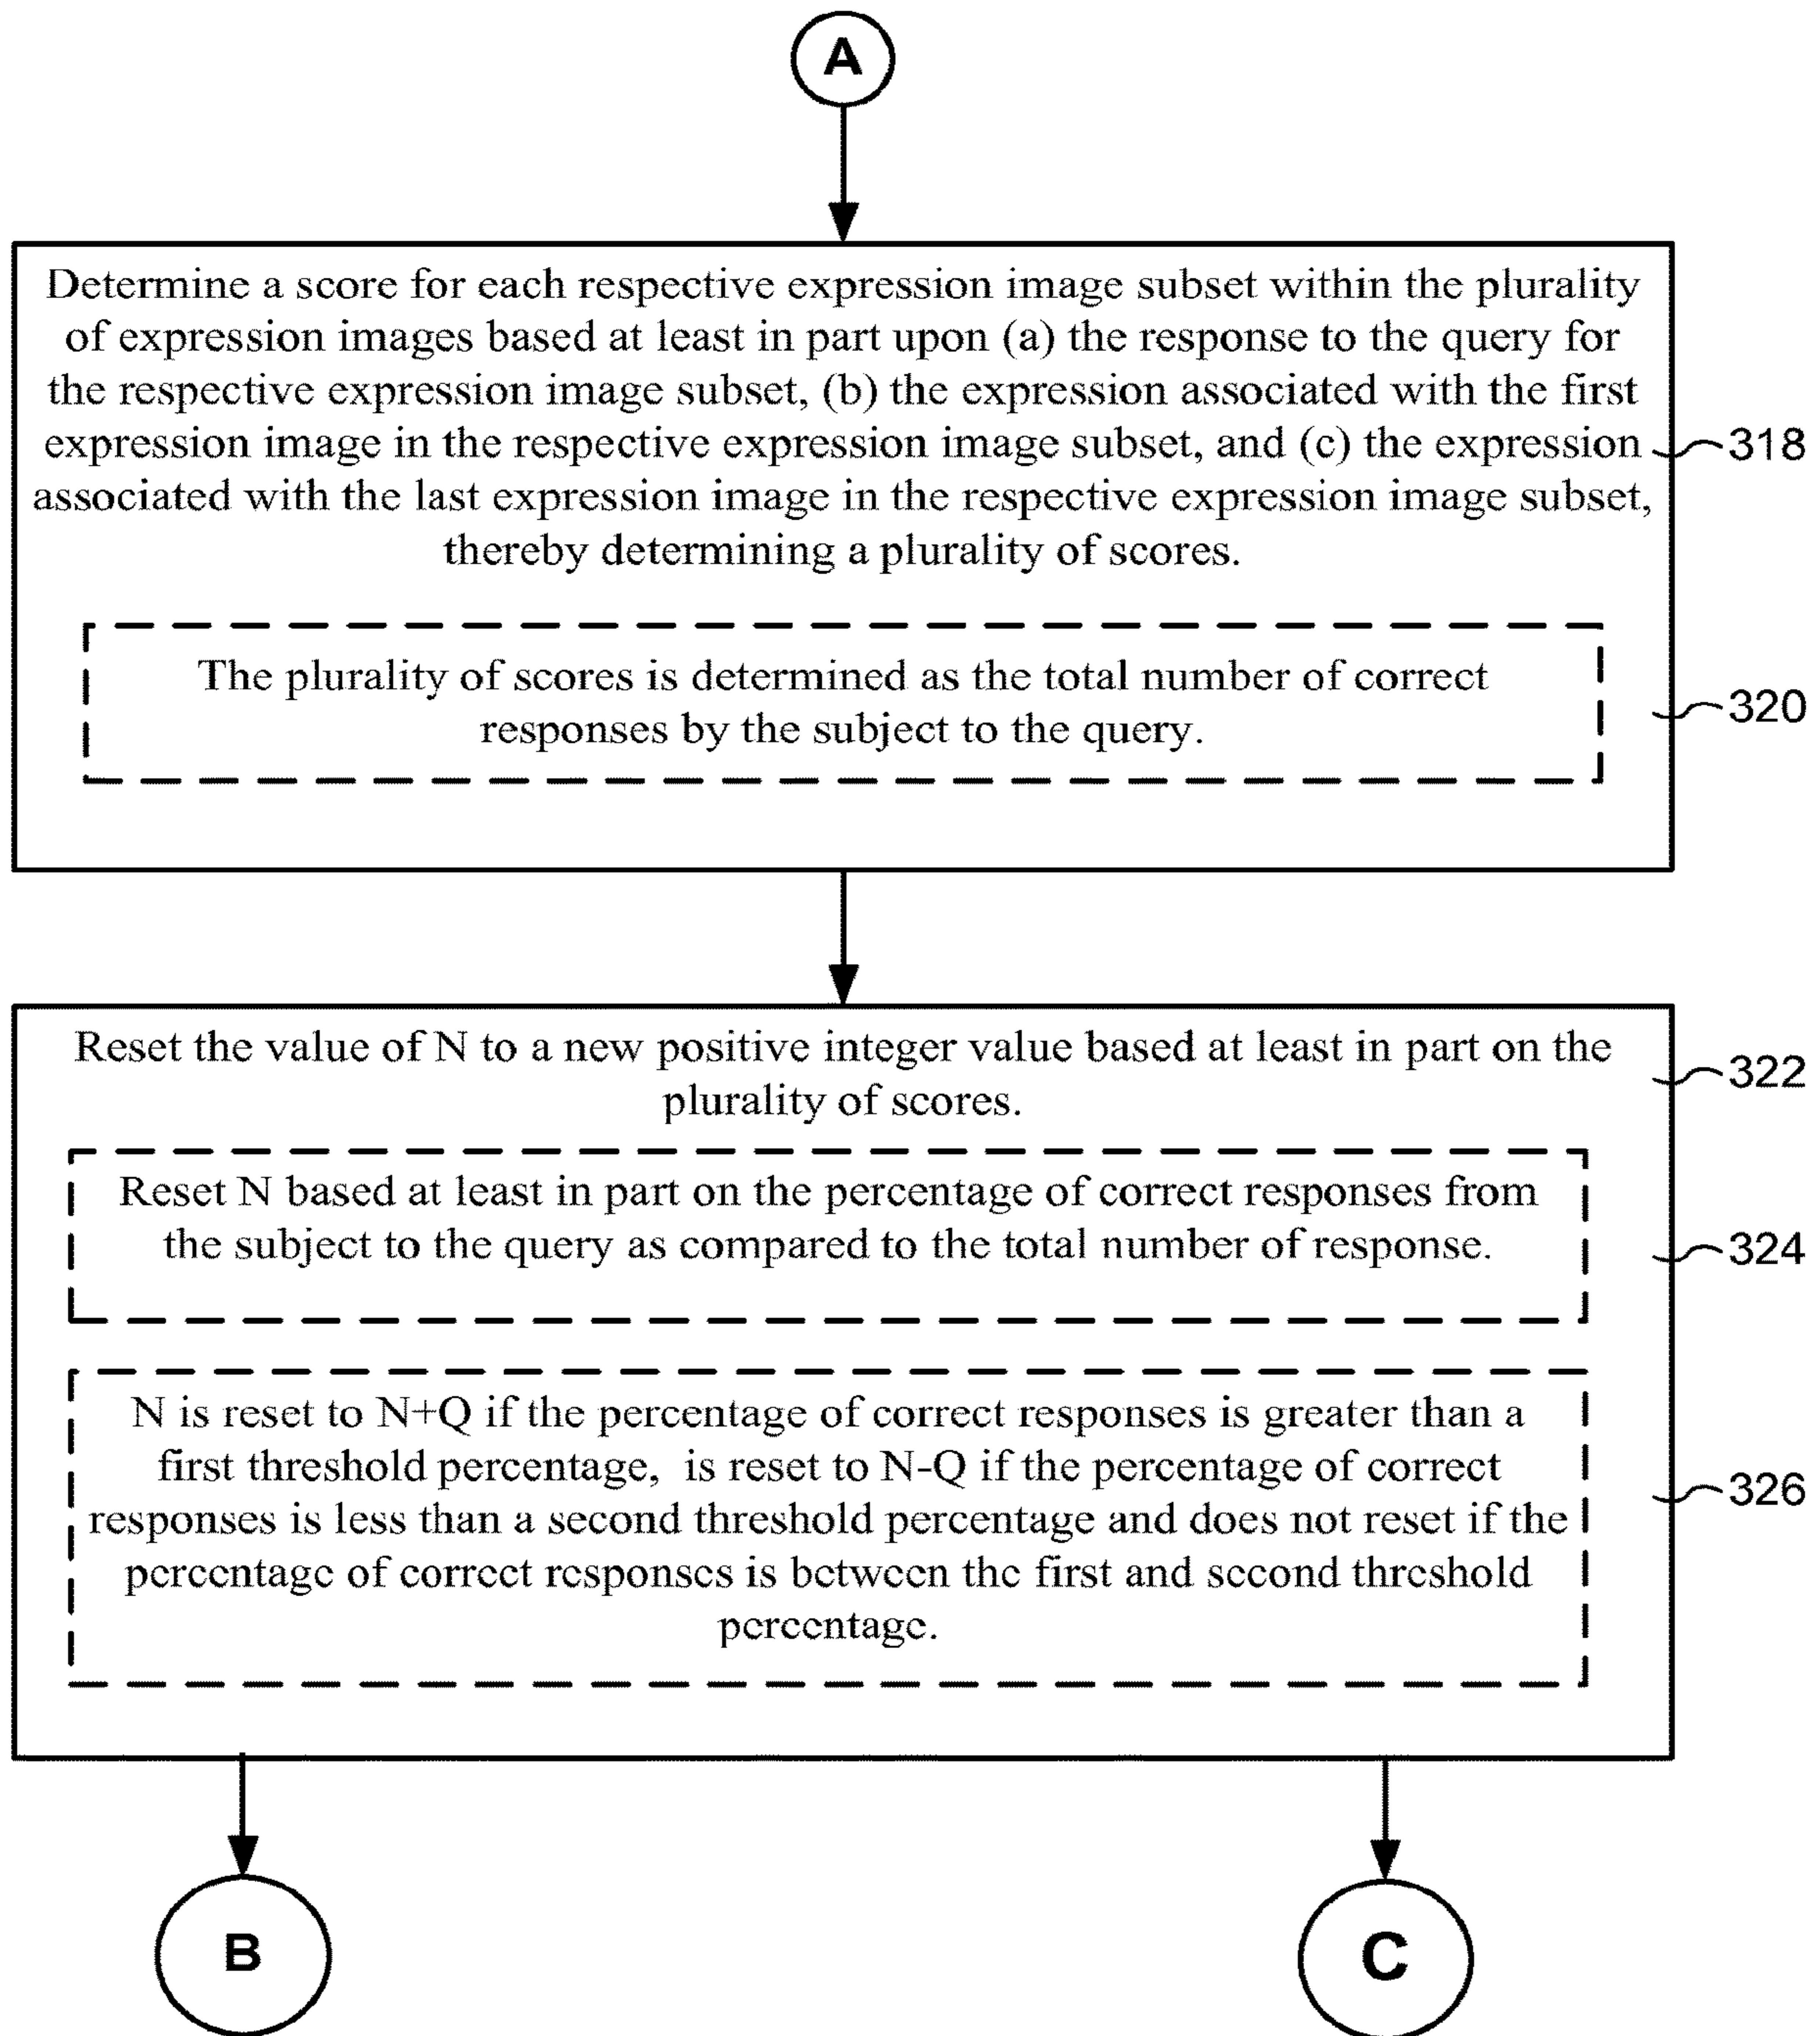 A
Determine a score for each respective expression image subset within the plurality
of expression images based at least in part upon (a) the response to the query for
the respective expression image subset, (b) the expression associated with the first
expression image in the respective expression image subset, and (c) the expression
associated with the last expression image in the respective expression image subset,
thereby determining a plurality of scores.
318
The plurality of scores is determined as the total number of correct
responses by the subject to the query.
320
Reset the value of N to a new positive integer value based at least in part on the
plurality of scores.
322
Reset N based at least in part on the percentage of correct responses from
the subject to the query as compared to the total number of response.
324
N is reset to N+Q if the percentage of correct responses is greater than a
first threshold percentage, is reset to N-Q if the percentage of correct
responses is less than a second threshold percentage and does not reset if the
percentage of correct responses is between the first and second threshold
percentage.
326
B
C